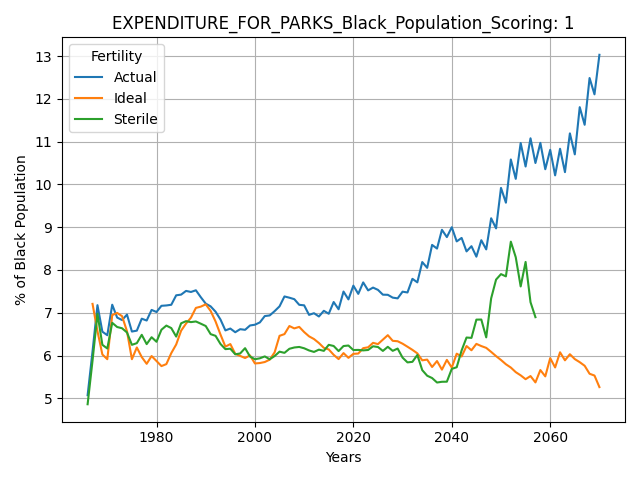 EXPENDITURE_FOR_PARKS_Black_Population_Scoring: 1
Fertility
Actual
Ideal
Sterile
% of Black Population
13
12
11
10
9
8
7
6
5
1980
2000
2020
2040
2060
Years